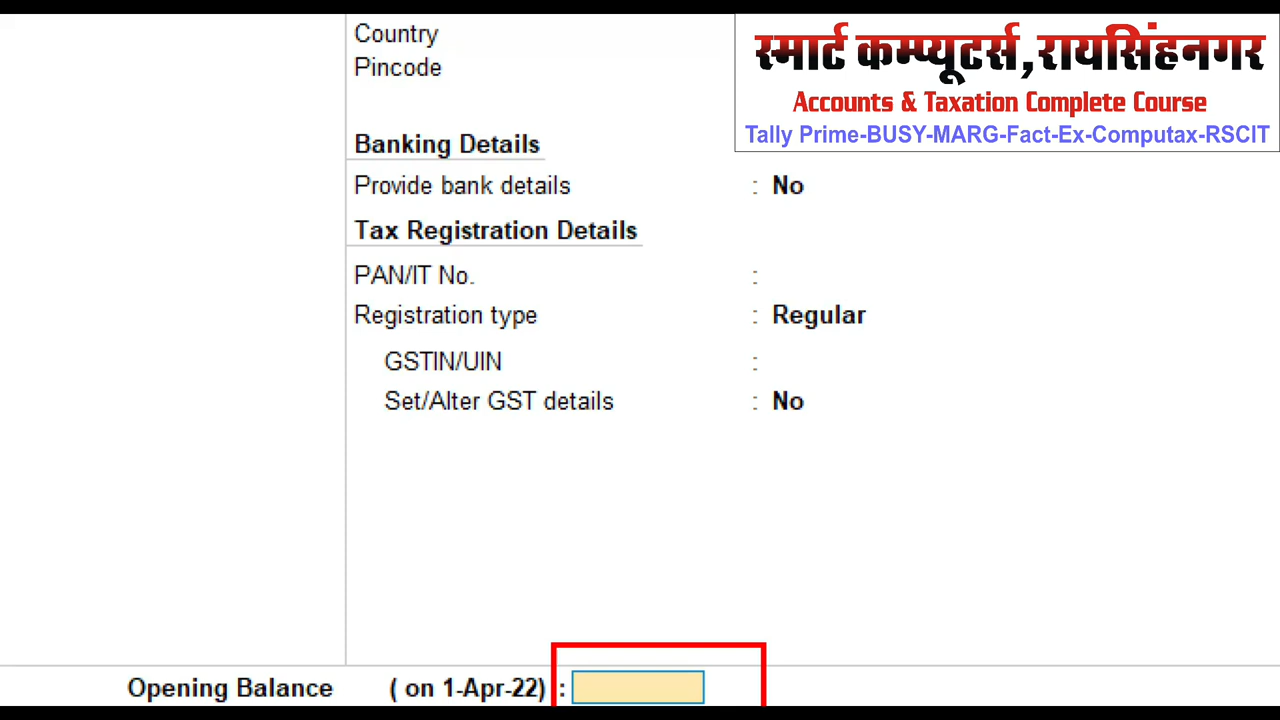 Country
Pincode
स्मार्ट कम्प्यूटर्स,रायसिंहनगर
Accounts & Taxation Complete Course
Tally Prime-BUSY-MARG-Fact-Ex-Computax-RSCIT
Banking Details
Provide bank details : No
Tax Registration Details
PAN/IT No. :
Registration type : Regular
GSTIN/UIN :
Set/Alter GST details : No
Opening Balance ( on 1-Apr-22) :